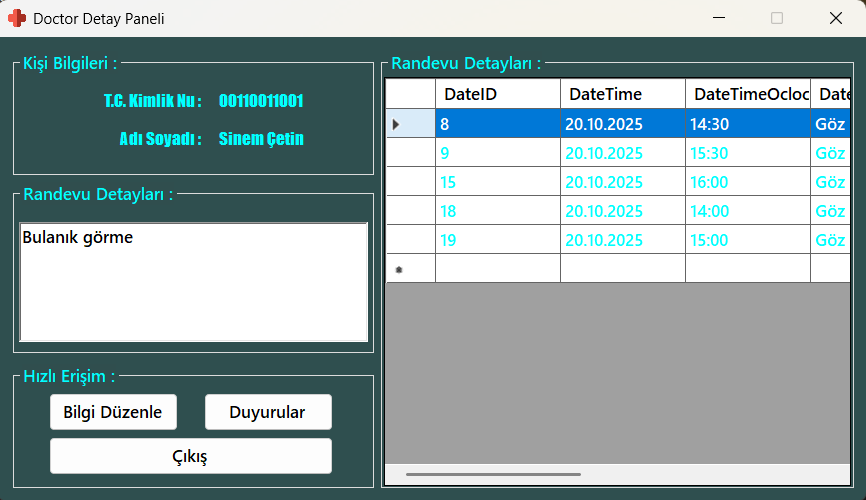 Doctor Detay Paneli
Kişi Bilgileri :
T.C. Kimlik Nu : 00110011001
Adı Soyadı : Sinem Çetin
Randevu Detayları :
Bulanık görme
Hızlı Erişim :
Bilgi Düzenle Duyurular
Çıkış
Randevu Detayları :
DateID DateTime DateTimeOcloc Date
8 20.10.2025 14:30 Göz
9 20.10.2025 15:30 Göz
15 20.10.2025 16:00 Göz
18 20.10.2025 14:00 Göz
19 20.10.2025 15:00 Göz